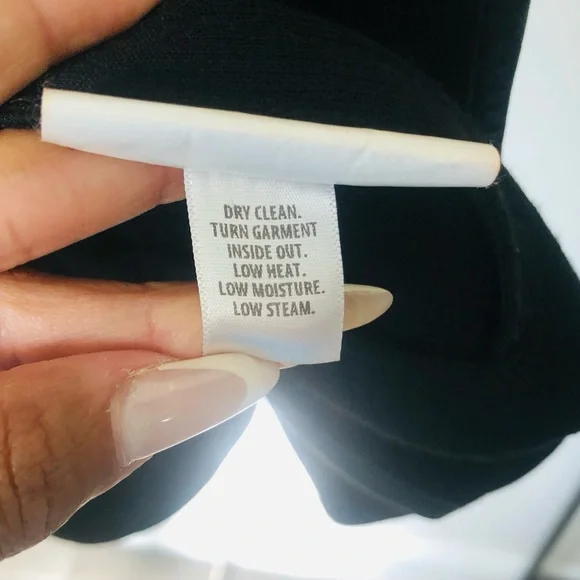 DRY CLEAN.
TURN GARMENT
INSIDE OUT.
LOW HEAT.
LOW MOISTURE.
LOW STEAM.